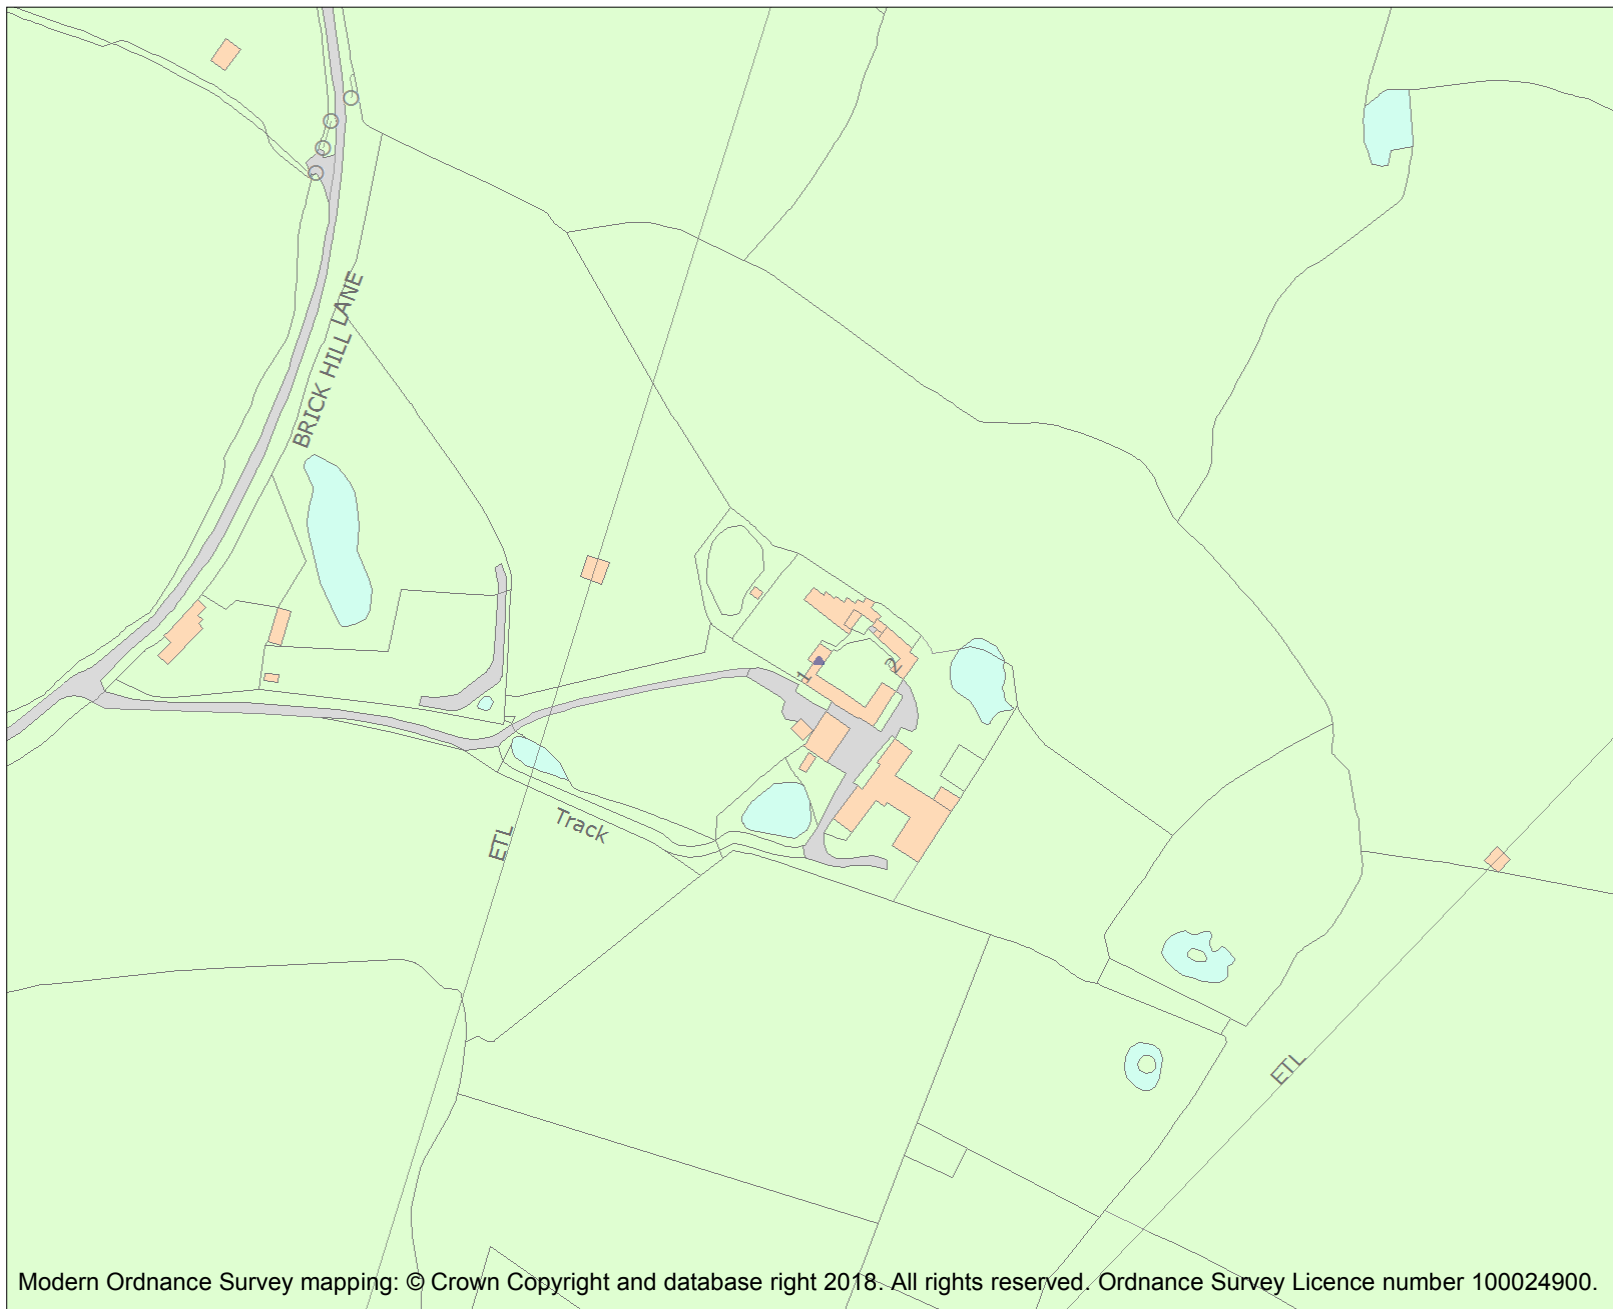 BRICK HILL LANE
1
2
Track
ETL
ETL
Modern Ordnance Survey mapping: © Crown Copyright and database right 2018. All rights reserved. Ordnance Survey Licence number 100024900.